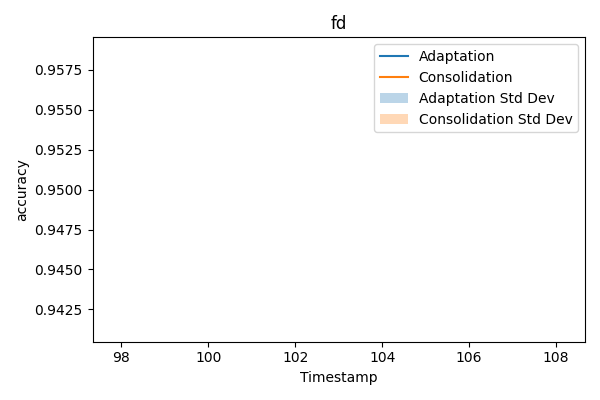 fd
Adaptation
Consolidation
Adaptation Std Dev
Consolidation Std Dev
0.9575
0.9550
0.9525
0.9500
0.9475
0.9450
0.9425
accuracy
98 100 102 104 106 108
Timestamp